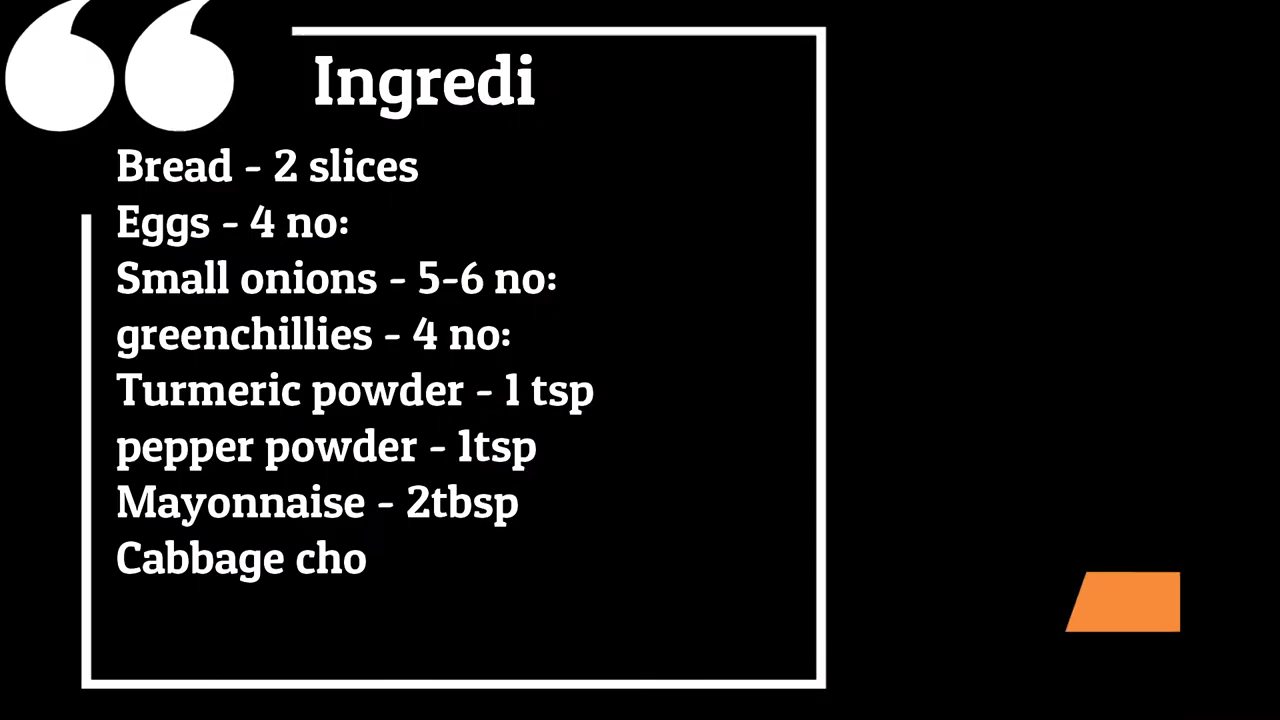 Ingredi
Bread - 2 slices
Eggs - 4 no:
Small onions - 5-6 no:
greenchillies - 4 no:
Turmeric powder - 1 tsp
pepper powder - 1tsp
Mayonnaise - 2tbsp
Cabbage cho